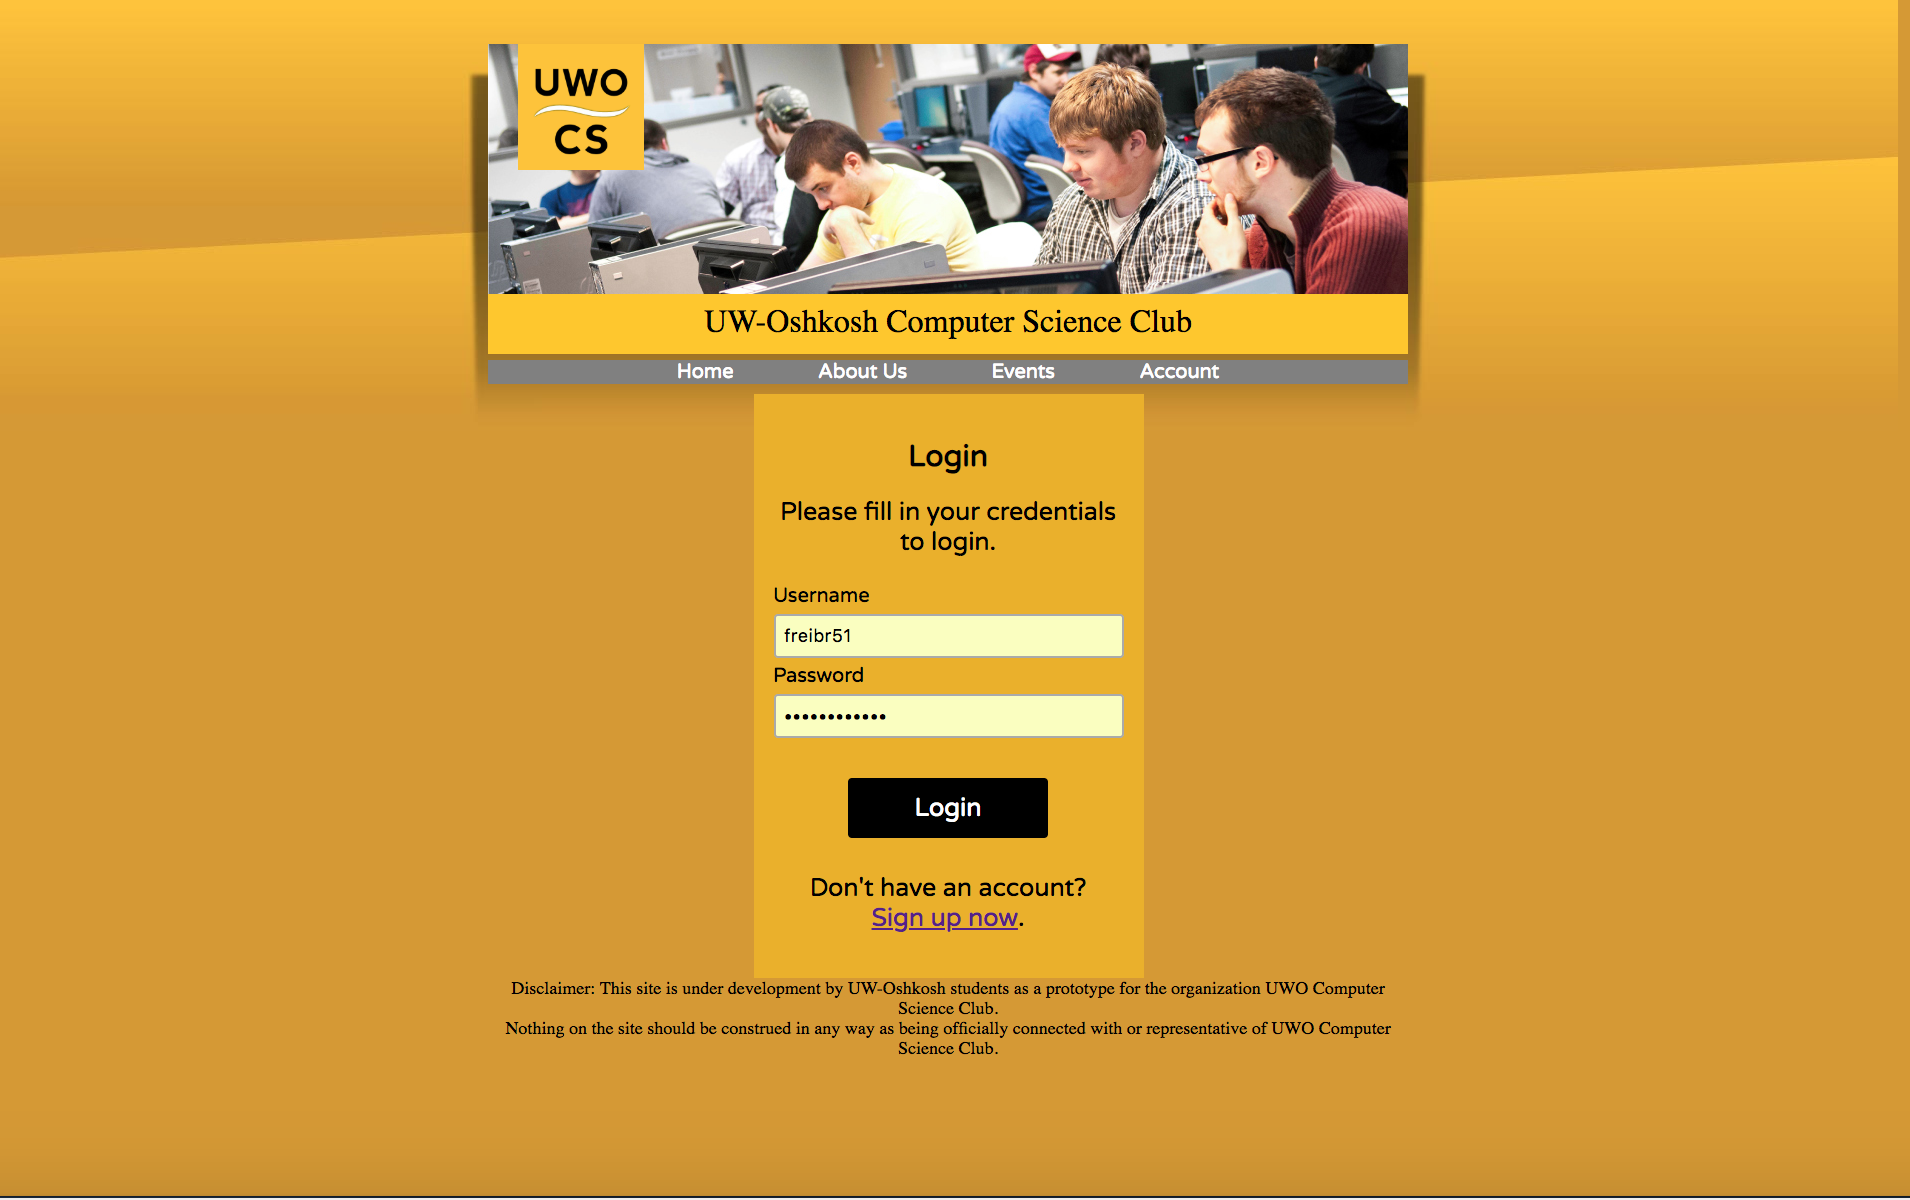 UWO
CS
UW-Oshkosh Computer Science Club
Home About Us Events Account
Login
Please fill in your credentials
to login.
Username
freibr51
Password
••••••••••••
Login
Don't have an account?
Sign up now.
Disclaimer: This site is under development by UW-Oshkosh students as a prototype for the organization UWO Computer
Science Club.
Nothing on the site should be construed in any way as being officially connected with or representative of UWO Computer
Science Club.